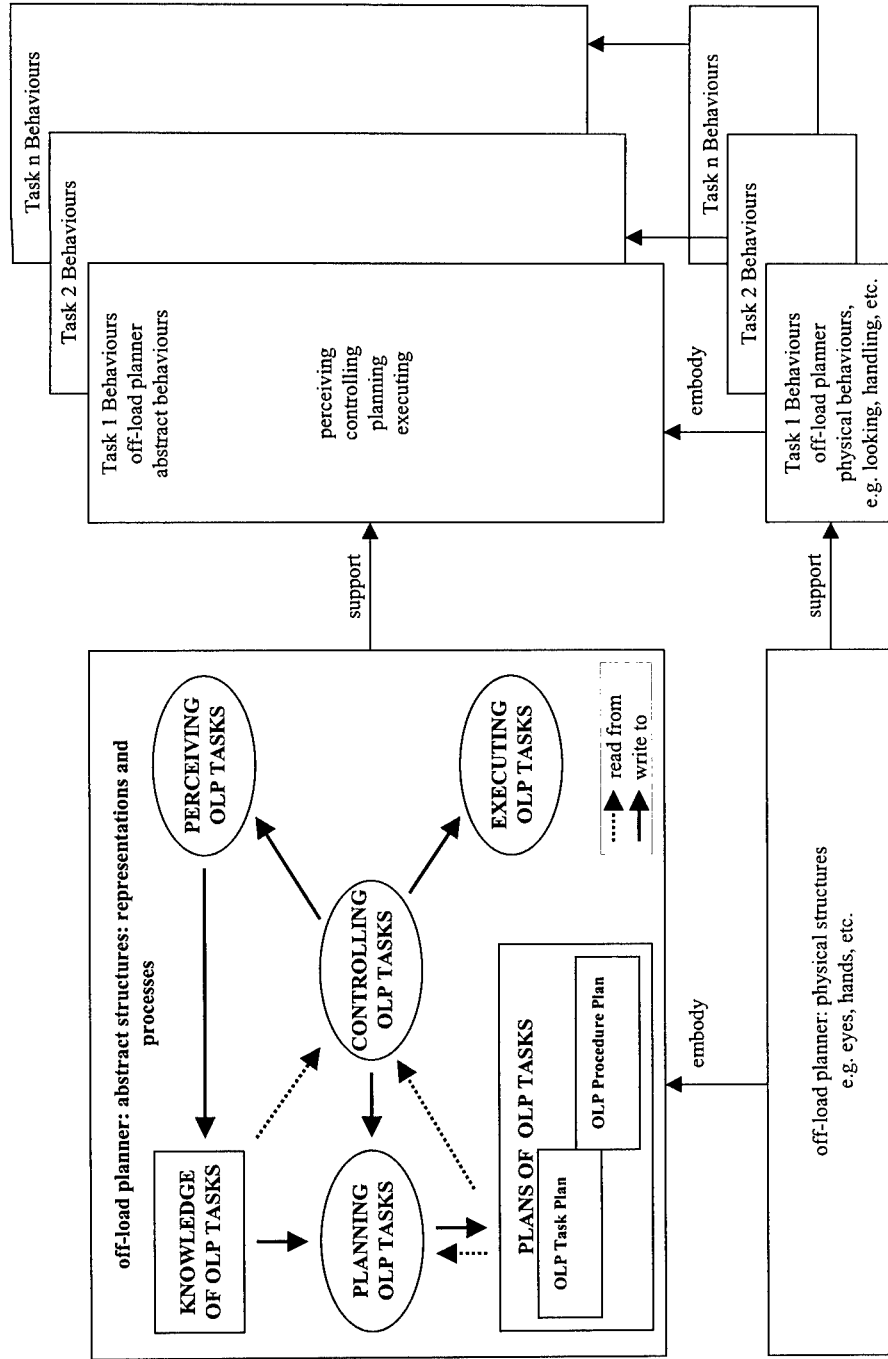 off-load planner: abstract structures: representations and
processes
KNOWLEDGE
OF OLP TASKS
PERCEIVING
OLP TASKS
CONTROLLING
OLP TASKS
PLANNING
OLP TASKS
EXECUTING
OLP TASKS
PLANS OF OLP TASKS
OLP Task Plan
OLP Procedure Plan
read from
write to
support
Task 1 Behaviours
off-load planner
abstract behaviours
perceiving
controlling
planning
executing
Task 2 Behaviours
Task n Behaviours
embody
embody
off-load planner: physical structures
e.g. eyes, hands, etc.
support
Task 1 Behaviours
off-load planner
physical behaviours,
e.g. looking, handling, etc.
Task 2 Behaviours
Task n Behaviours